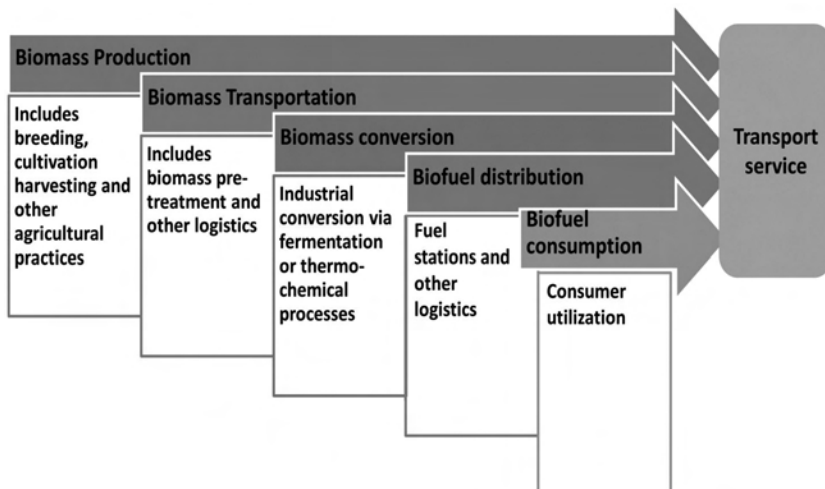 Biomass Production
Includes
breeding,
cultivation
harvesting and
other
agricultural
practices
Biomass Transportation
Includes
biomass pre-
treatment and
other logistics
Biomass conversion
Industrial
conversion via
fermentation
or thermo-
chemical
processes
Biofuel distribution
Fuel
stations and
other
logistics
Biofuel
consumption
Consumer
utilization
Transport
service